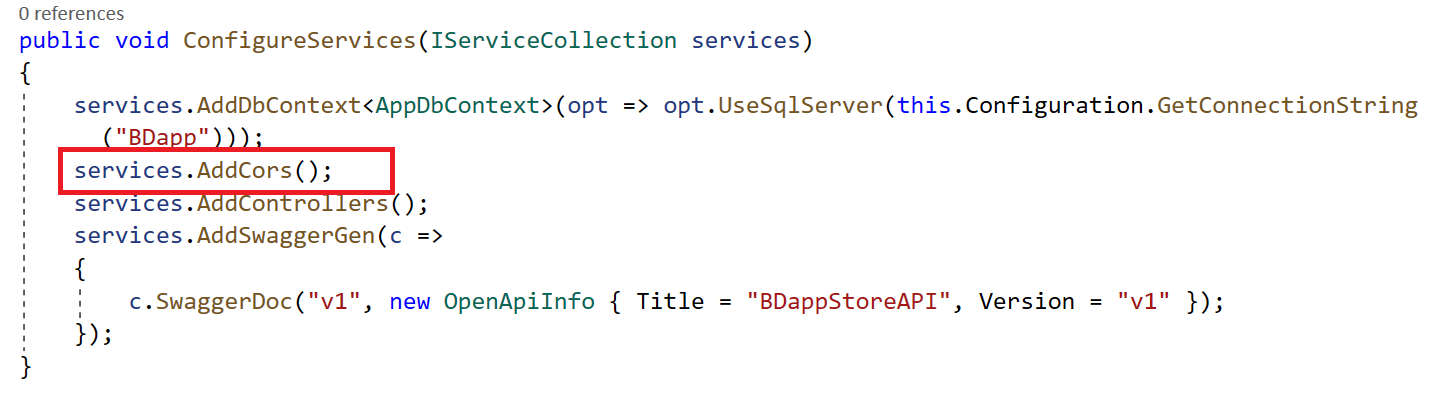 0 references
public void ConfigureServices(IServiceCollection services)
{
services.AddDbContext<AppDbContext>(opt => opt.UseSqlServer(this.Configuration.GetConnectionString
("BDapp")));
services.AddCors();
services.AddControllers();
services.AddSwaggerGen(c =>
{
c.SwaggerDoc("v1", new OpenApiInfo { Title = "BDappStoreAPI", Version = "v1" });
});
}